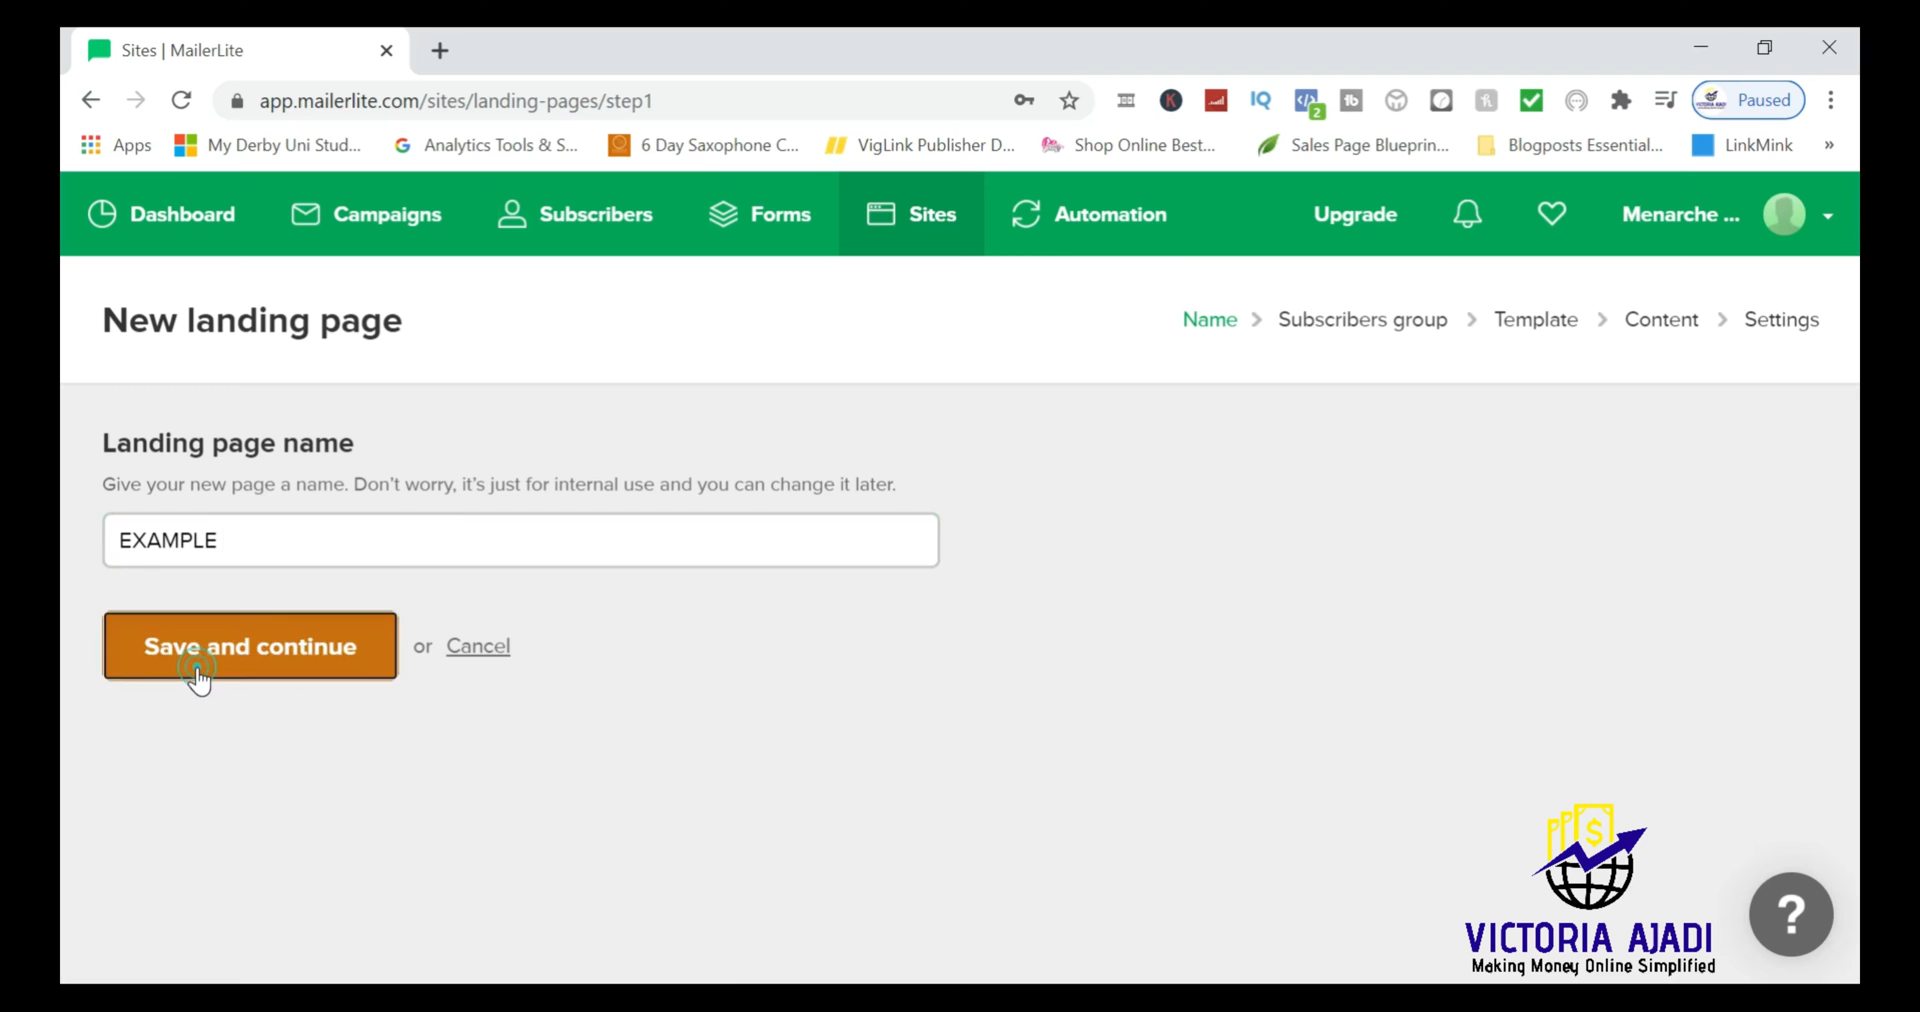 Sites | MailerLite
app.mailerlite.com/sites/landing-pages/step1
IQ
2
Paused
Apps
My Derby Uni Stud...
Analytics Tools & S...
6 Day Saxophone C...
VigLink Publisher D...
Shop Online Best...
Sales Page Blueprin...
Blogposts Essential...
LinkMink
»
Dashboard
Campaigns
Subscribers
Forms
Sites
Automation
Upgrade
Menarche ...
New landing page
Name > Subscribers group > Template > Content > Settings
Landing page name
Give your new page a name. Don't worry, it's just for internal use and you can change it later.
EXAMPLE
Save and continue
or Cancel
VICTORIA AJADI
Making Money Online Simplified
?